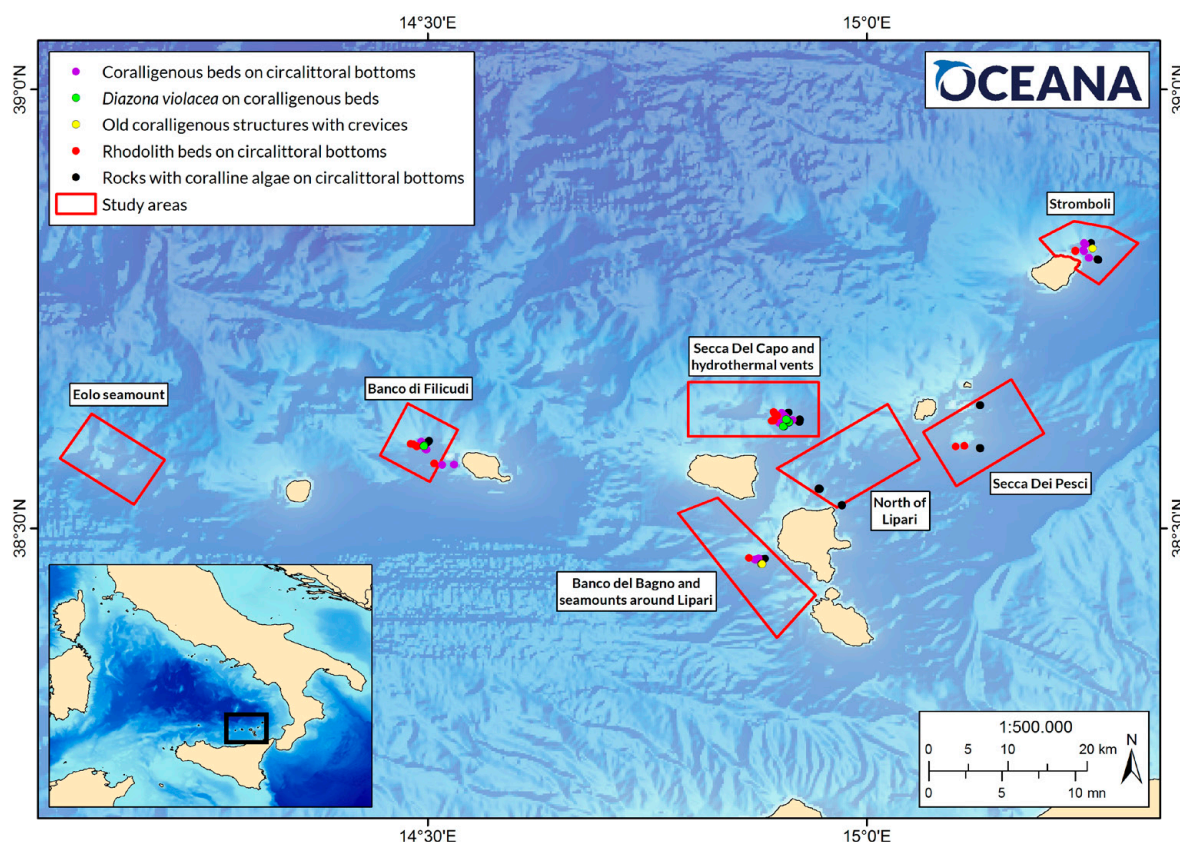 14°30'E
15°0'E
39°0'N
39°0'N
Coralligenous beds on circalittoral bottoms
Diazona violacea on coralligenous beds
Old coralligenous structures with crevices
Rhodolith beds on circalittoral bottoms
Rocks with coralline algae on circalittoral bottoms
Study areas
OCEANA
Stromboli
Secca Del Capo and
hydrothermal vents
Banco di Filicudi
Eolo seamount
Secca Dei Pesci
North of
Lipari
38°30'N
38°30'N
Banco del Bagno and
seamounts around Lipari
1:500.000
N
0 5 10 20 km
0 5 10 mn
14°30'E
15°0'E